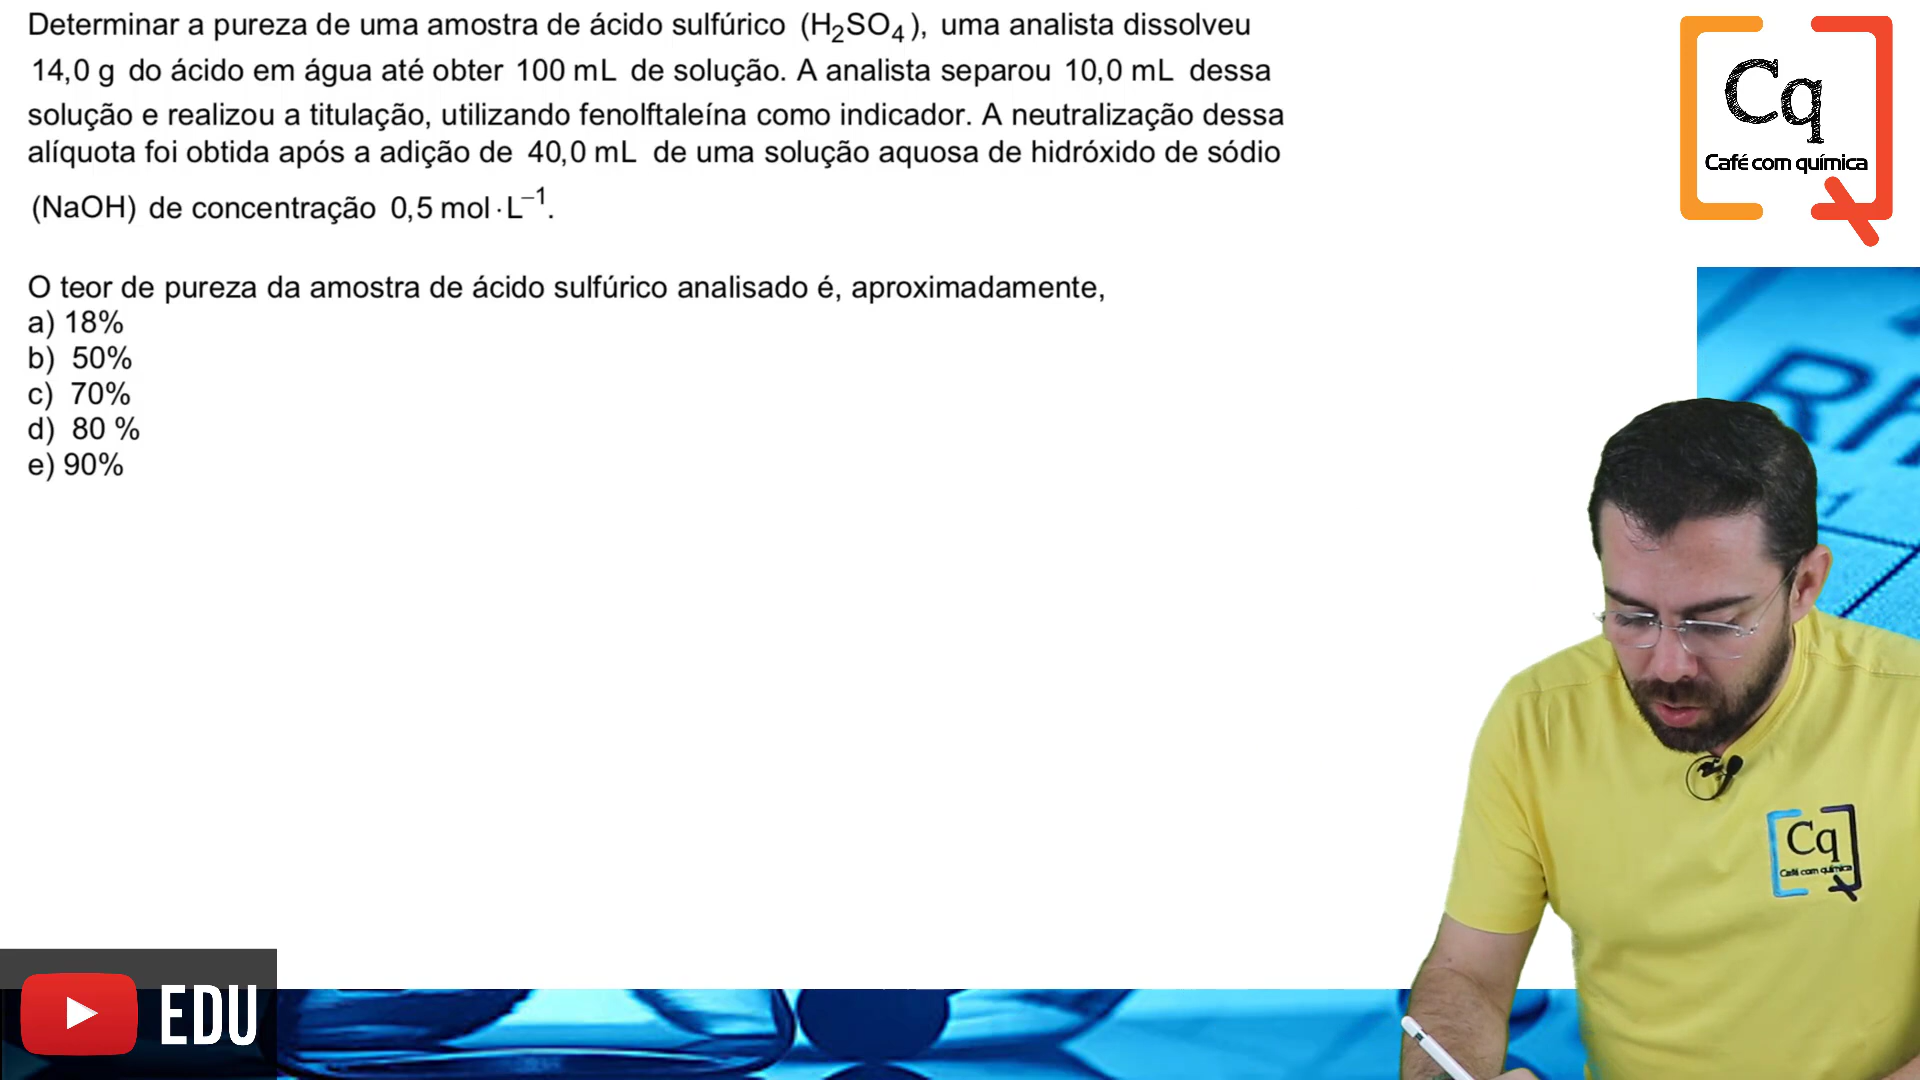 Determinar a pureza de uma amostra de ácido sulfúrico (H₂SO₄), uma analista dissolveu
14,0 g do ácido em água até obter 100 mL de solução. A analista separou 10,0 mL dessa
solução e realizou a titulação, utilizando fenolftaleína como indicador. A neutralização dessa
alíquota foi obtida após a adição de 40,0 mL de uma solução aquosa de hidróxido de sódio
(NaOH) de concentração 0,5 mol·L⁻¹.
O teor de pureza da amostra de ácido sulfúrico analisado é, aproximadamente,
a) 18%
b) 50%
c) 70%
d) 80 %
e) 90%
Cq
Café com química
Cq
Café com química
EDU